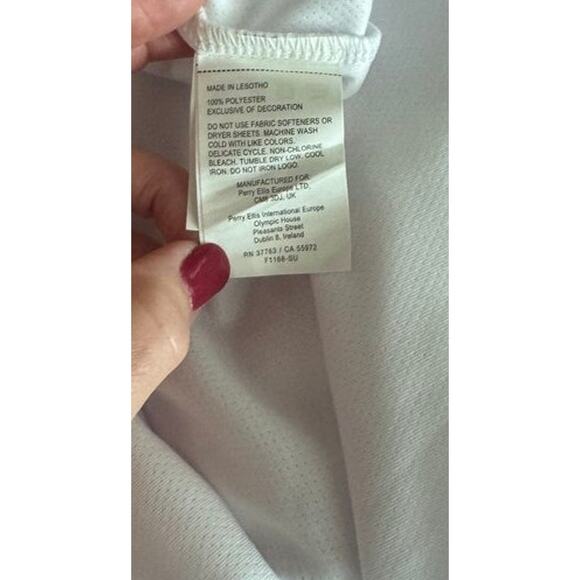 MADE IN LESOTHO
100% POLYESTER
EXCLUSIVE OF DECORATION
DO NOT USE FABRIC SOFTENERS OR
DRYER SHEETS. MACHINE WASH
COLD WITH LIKE COLORS.
DELICATE CYCLE. NON-CHLORINE
BLEACH. TUMBLE DRY LOW. COOL
IRON. DO NOT IRON LOGO.
MANUFACTURED FOR:
Perry Ellis Europe LTD,
CM8 3DJ, UK
Perry Ellis International Europe
Olympic House
Pleasants Street
Dublin 8, Ireland
RN 37763 / CA 55972
F1168-SU